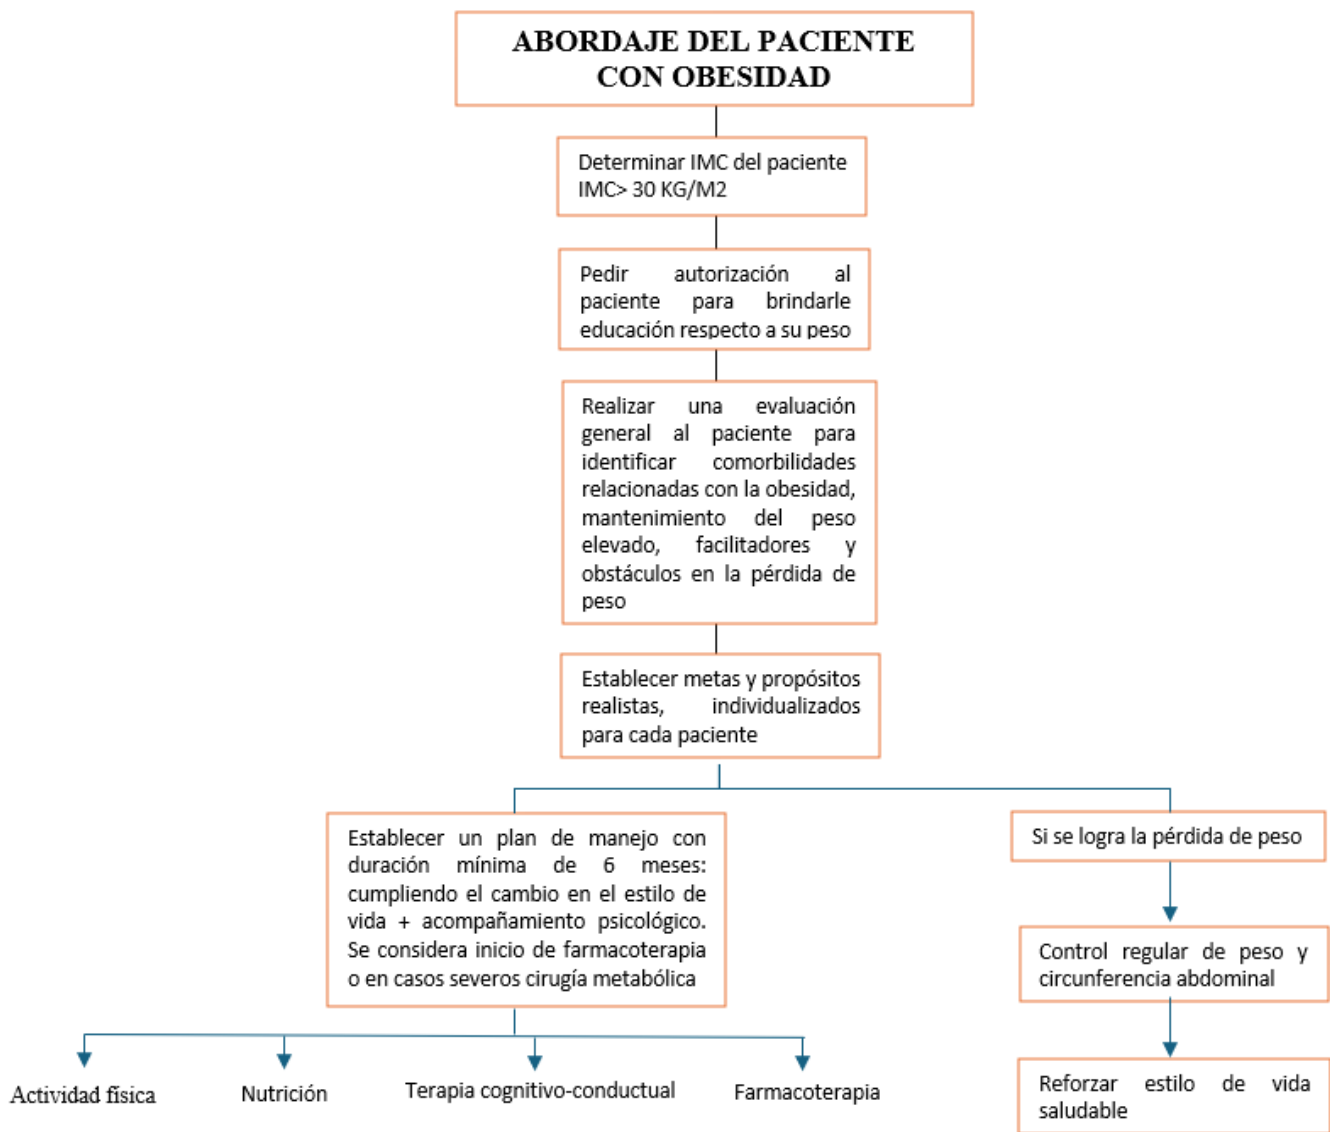 ABORDAJE DEL PACIENTE
CON OBESIDAD
Determinar IMC del paciente
IMC> 30 KG/M2
Pedir autorización al
paciente para brindarle
educación respecto a su peso
Realizar una evaluación
general al paciente para
identificar comorbilidades
relacionadas con la obesidad,
mantenimiento del peso
elevado, facilitadores y
obstáculos en la pérdida de
peso
Establecer metas y propósitos
realistas, individualizados
para cada paciente
Establecer un plan de manejo con
duración mínima de 6 meses:
cumpliendo el cambio en el estilo de
vida + acompañamiento psicológico.
Se considera inicio de farmacoterapia
o en casos severos cirugía metabólica
Actividad física
Nutrición
Terapia cognitivo-conductual
Farmacoterapia
Si se logra la pérdida de peso
Control regular de peso y
circunferencia abdominal
Reforzar estilo de vida
saludable